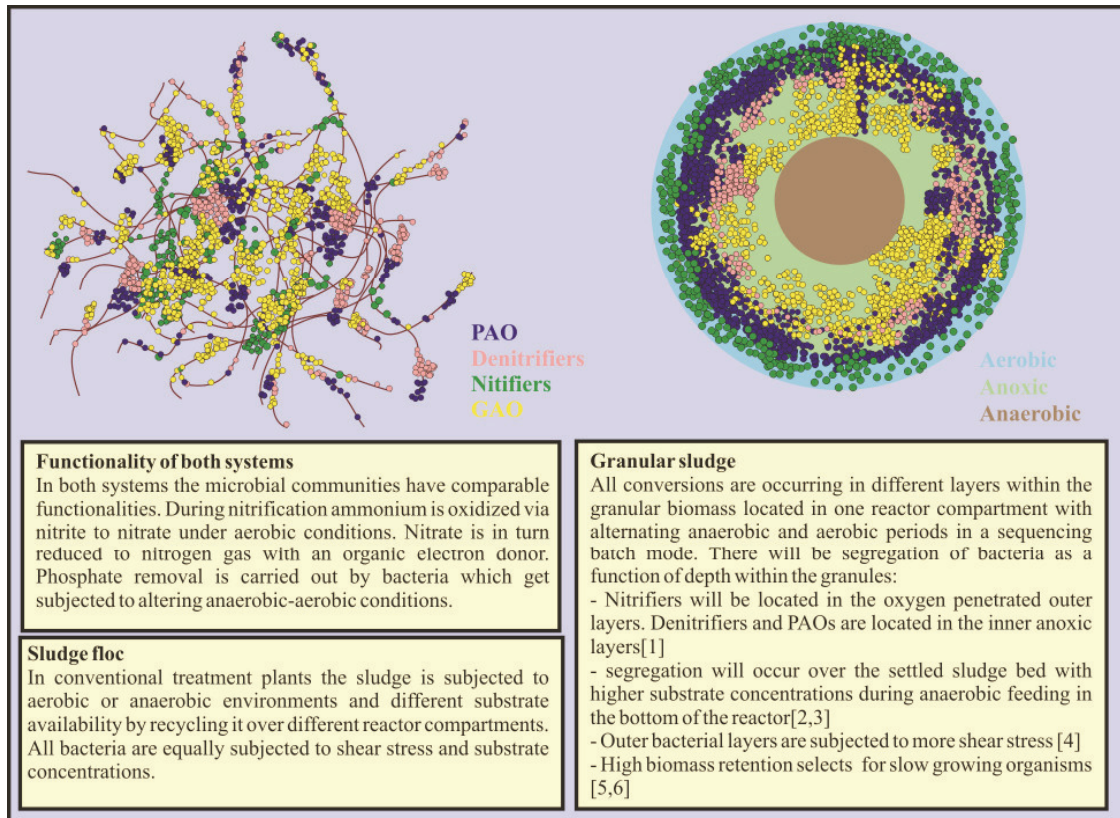 PAO
Denitrifiers
Nitifiers
GAO
Aerobic
Anoxic
Anaerobic
Functionality of both systems
In both systems the microbial communities have comparable
functionalities. During nitrification ammonium is oxidized via
nitrite to nitrate under aerobic conditions. Nitrate is in turn
reduced to nitrogen gas with an organic electron donor.
Phosphate removal is carried out by bacteria which get
subjected to altering anaerobic-aerobic conditions.
Sludge floc
In conventional treatment plants the sludge is subjected to
aerobic or anaerobic environments and different substrate
availability by recycling it over different reactor compartments.
All bacteria are equally subjected to shear stress and substrate
concentrations.
Granular sludge
All conversions are occurring in different layers within the
granular biomass located in one reactor compartment with
alternating anaerobic and aerobic periods in a sequencing
batch mode. There will be segregation of bacteria as a
function of depth within the granules:
- Nitrifiers will be located in the oxygen penetrated outer
layers. Denitrifiers and PAOs are located in the inner anoxic
layers[1]
- segregation will occur over the settled sludge bed with
higher substrate concentrations during anaerobic feeding in
the bottom of the reactor[2,3]
- Outer bacterial layers are subjected to more shear stress [4]
- High biomass retention selects for slow growing organisms
[5,6]